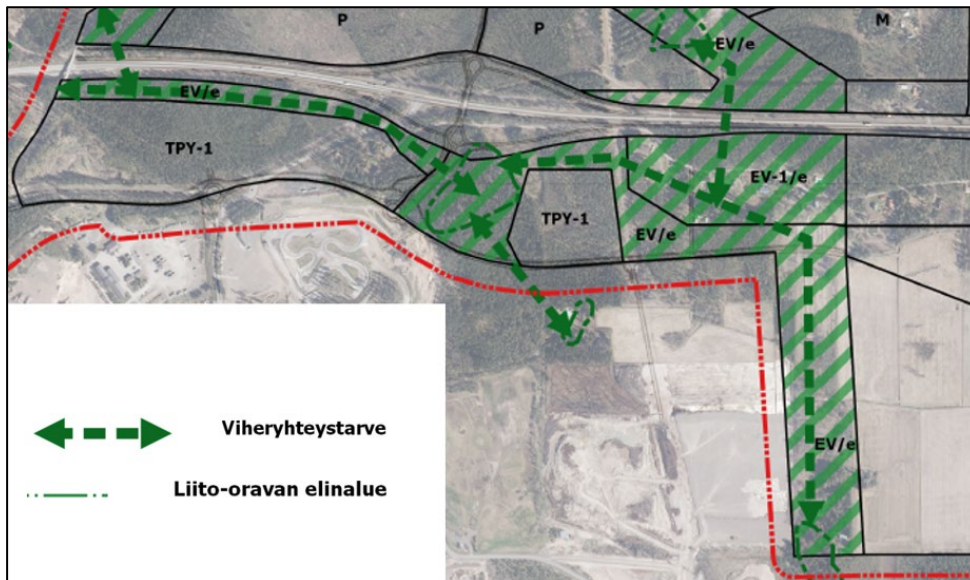 P
P
M
EV/e
EV/e
TPY-1
EV-1/e
TPY-1
EV/e
EV/e
Viheryhteystarve
Liito-oravan elinalue